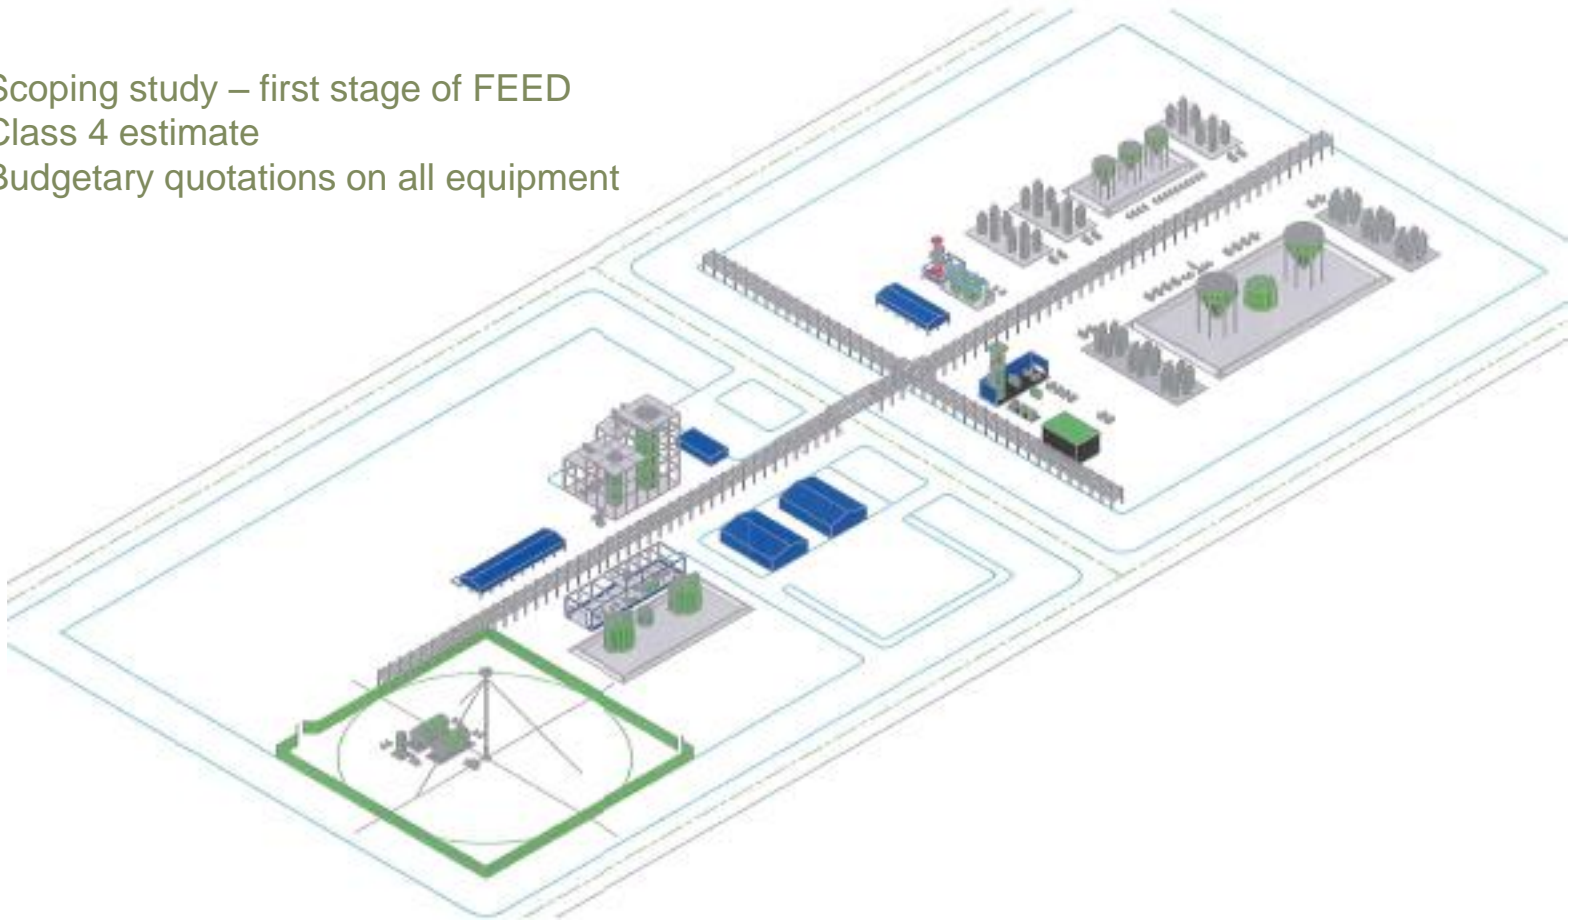 Scoping study – first stage of FEED
Class 4 estimate
Budgetary quotations on all equipment